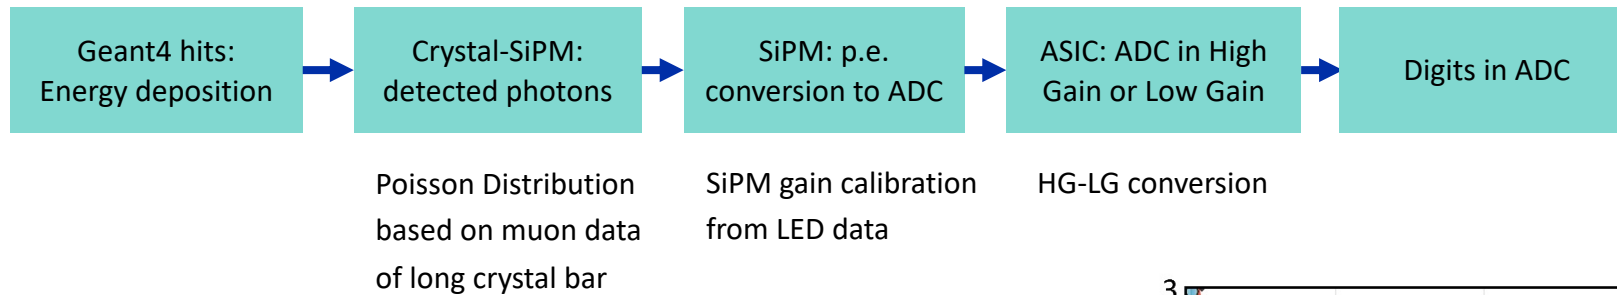 Geant4 hits:
Energy deposition
Crystal-SiPM:
detected photons
SiPM: p.e.
conversion to ADC
ASIC: ADC in High
Gain or Low Gain
Digits in ADC
Poisson Distribution
based on muon data
of long crystal bar
SiPM gain calibration
from LED data
HG-LG conversion
3